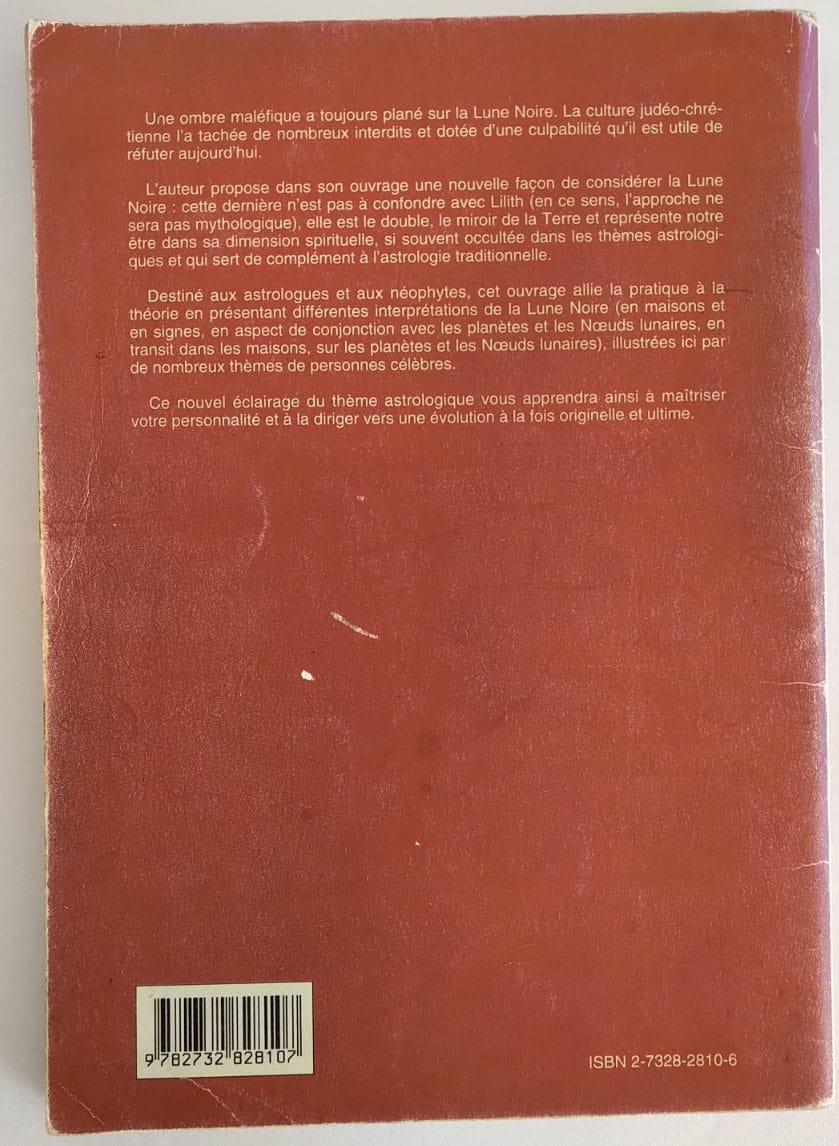 Une ombre maléfique a toujours plané sur la Lune Noire. La culture judéo-chré-
tienne l'a tachée de nombreux interdits et dotée d'une culpabilité qu'il est utile de
réfuter aujourd'hui.
L'auteur propose dans son ouvrage une nouvelle façon de considérer la Lune
Noire : cette dernière n'est pas à confondre avec Lilith (en ce sens, l'approche ne
sera pas mythologique), elle est le double, le miroir de la Terre et représente notre
être dans sa dimension spirituelle, si souvent occultée dans les thèmes astrologi-
ques et qui sert de complément à l'astrologie traditionnelle.
Destiné aux astrologues et aux néophytes, cet ouvrage allie la pratique à la
théorie en présentant différentes interprétations de la Lune Noire (en maisons et
en signes, en aspect de conjonction avec les planètes et les Nœuds lunaires, en
transit dans les maisons, sur les planètes et les Nœuds lunaires), illustrées ici par
de nombreux thèmes de personnes célèbres.
Ce nouvel éclairage du thème astrologique vous apprendra ainsi à maîtriser
votre personnalité et à la diriger vers une évolution à la fois originelle et ultime.
9 782732 828107
ISBN 2-7328-2810-6